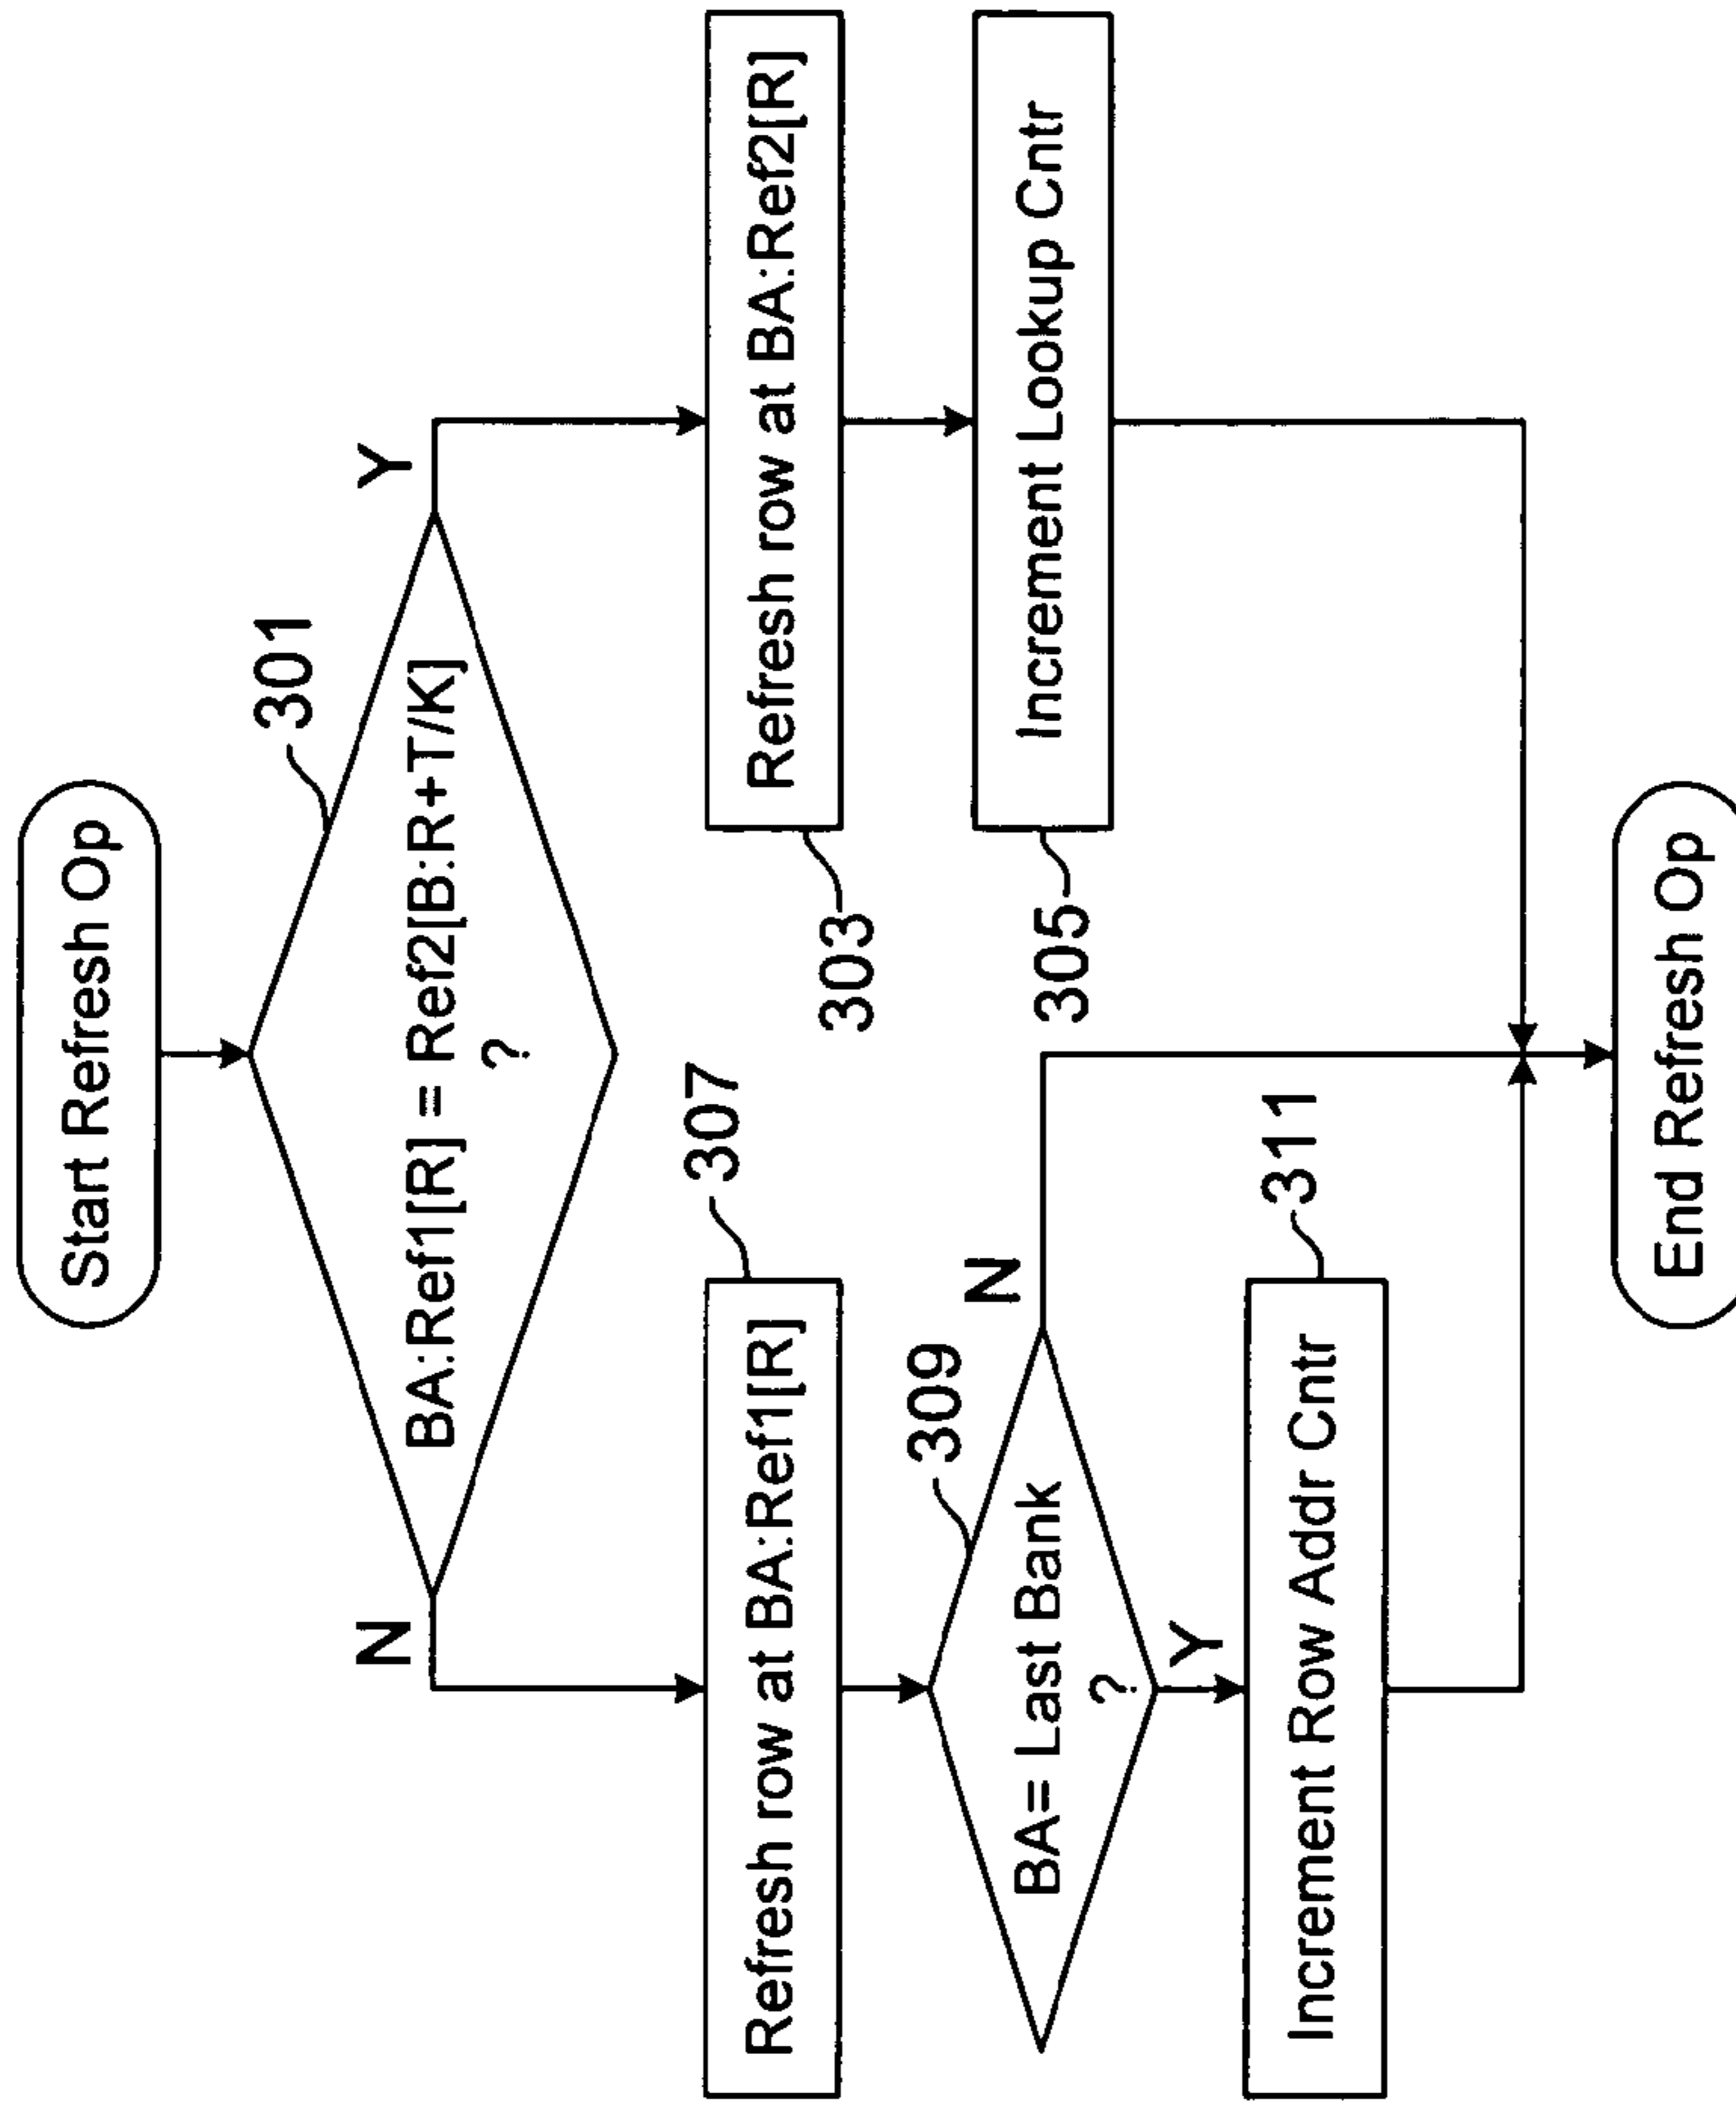 Start Refresh Op
301
BA:Ref1[R] = Ref2[B:R+T/K]
?
N
Y
307
Refresh row at BA:Ref1[R]
303
Refresh row at BA:Ref2[R]
309
BA= Last Bank
?
N
Y
305
Increment Lookup Cntr
311
Increment Row Addr Cntr
End Refresh Op